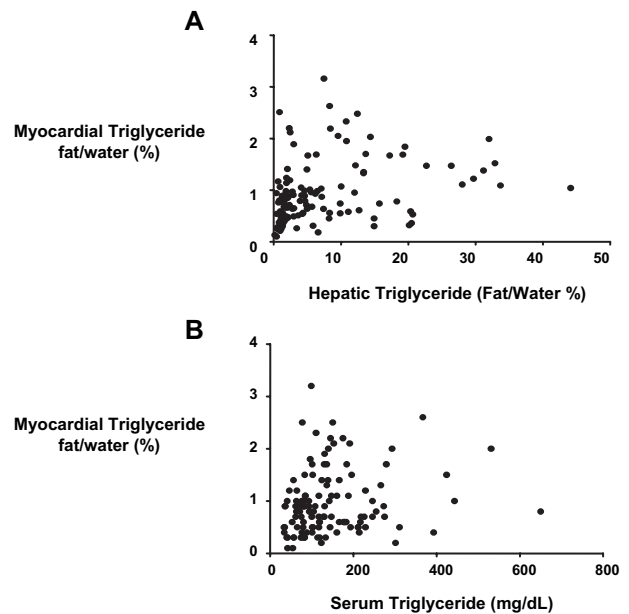 A
4
3
2
1
0
Myocardial Triglyceride
fat/water (%)
0 10 20 30 40 50
Hepatic Triglyceride (Fat/Water %)
B
4
3
2
1
0
Myocardial Triglyceride
fat/water (%)
0 200 400 600 800
Serum Triglyceride (mg/dL)